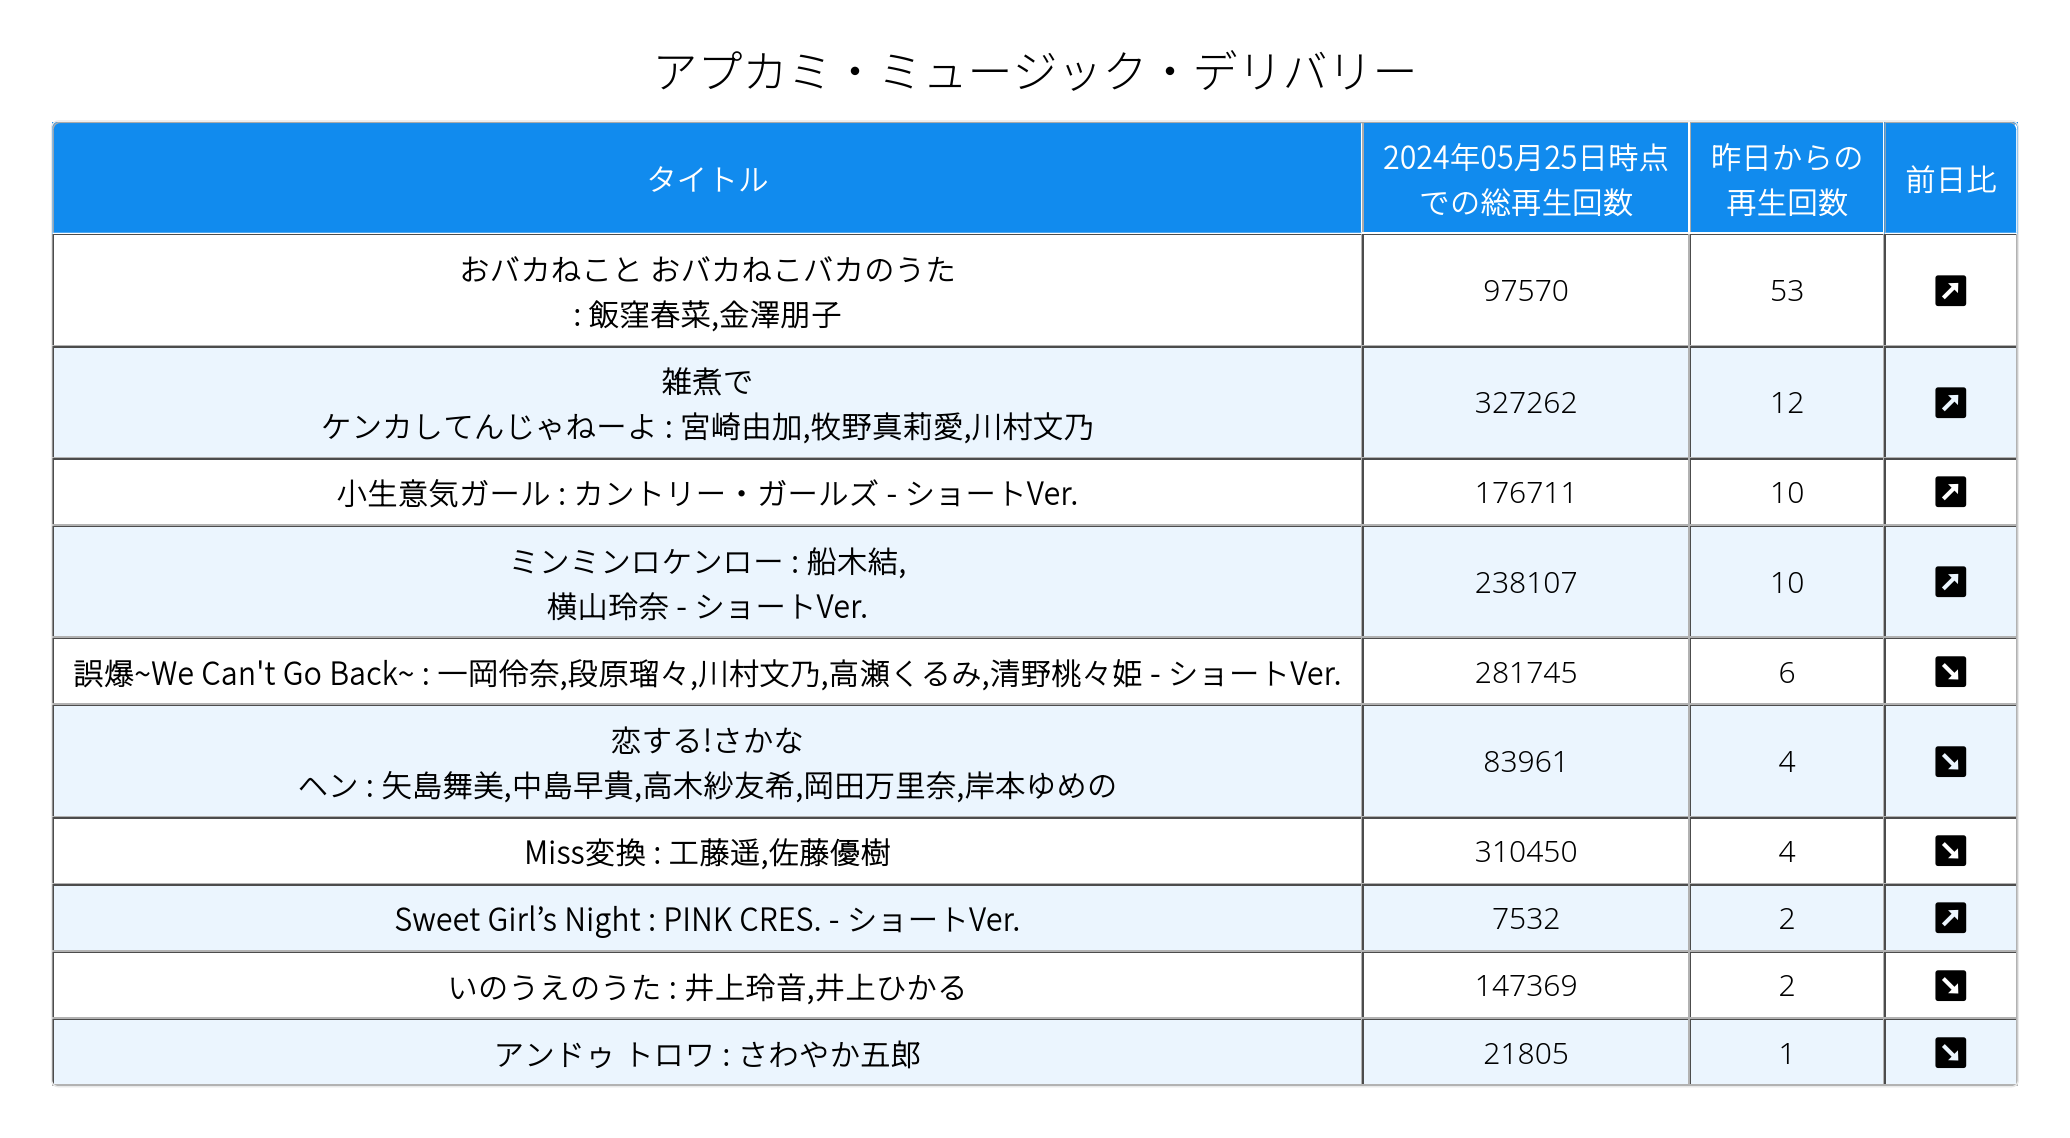 アプカミ・ミュージック・デリバリー
タイトル
2024年05月25日時点
での総再生回数
昨日からの
再生回数
前日比
おバカねこと おバカねこバカのうた
: 飯窪春菜,金澤朋子
97570
53
雑煮で
ケンカしてんじゃねーよ : 宮崎由加,牧野真莉愛,川村文乃
327262
12
小生意気ガール : カントリー・ガールズ - ショートVer.
176711
10
ミンミンロケンロー : 船木結,
横山玲奈 - ショートVer.
238107
10
誤爆~We Can't Go Back~ : 一岡伶奈,段原瑠々,川村文乃,高瀬くるみ,清野桃々姫 - ショートVer.
281745
6
恋する!さかな
ヘン : 矢島舞美,中島早貴,高木紗友希,岡田万里奈,岸本ゆめの
83961
4
Miss変換 : 工藤遥,佐藤優樹
310450
4
Sweet Girl’s Night : PINK CRES. - ショートVer.
7532
2
いのうえのうた : 井上玲音,井上ひかる
147369
2
アンドゥ トロワ : さわやか五郎
21805
1